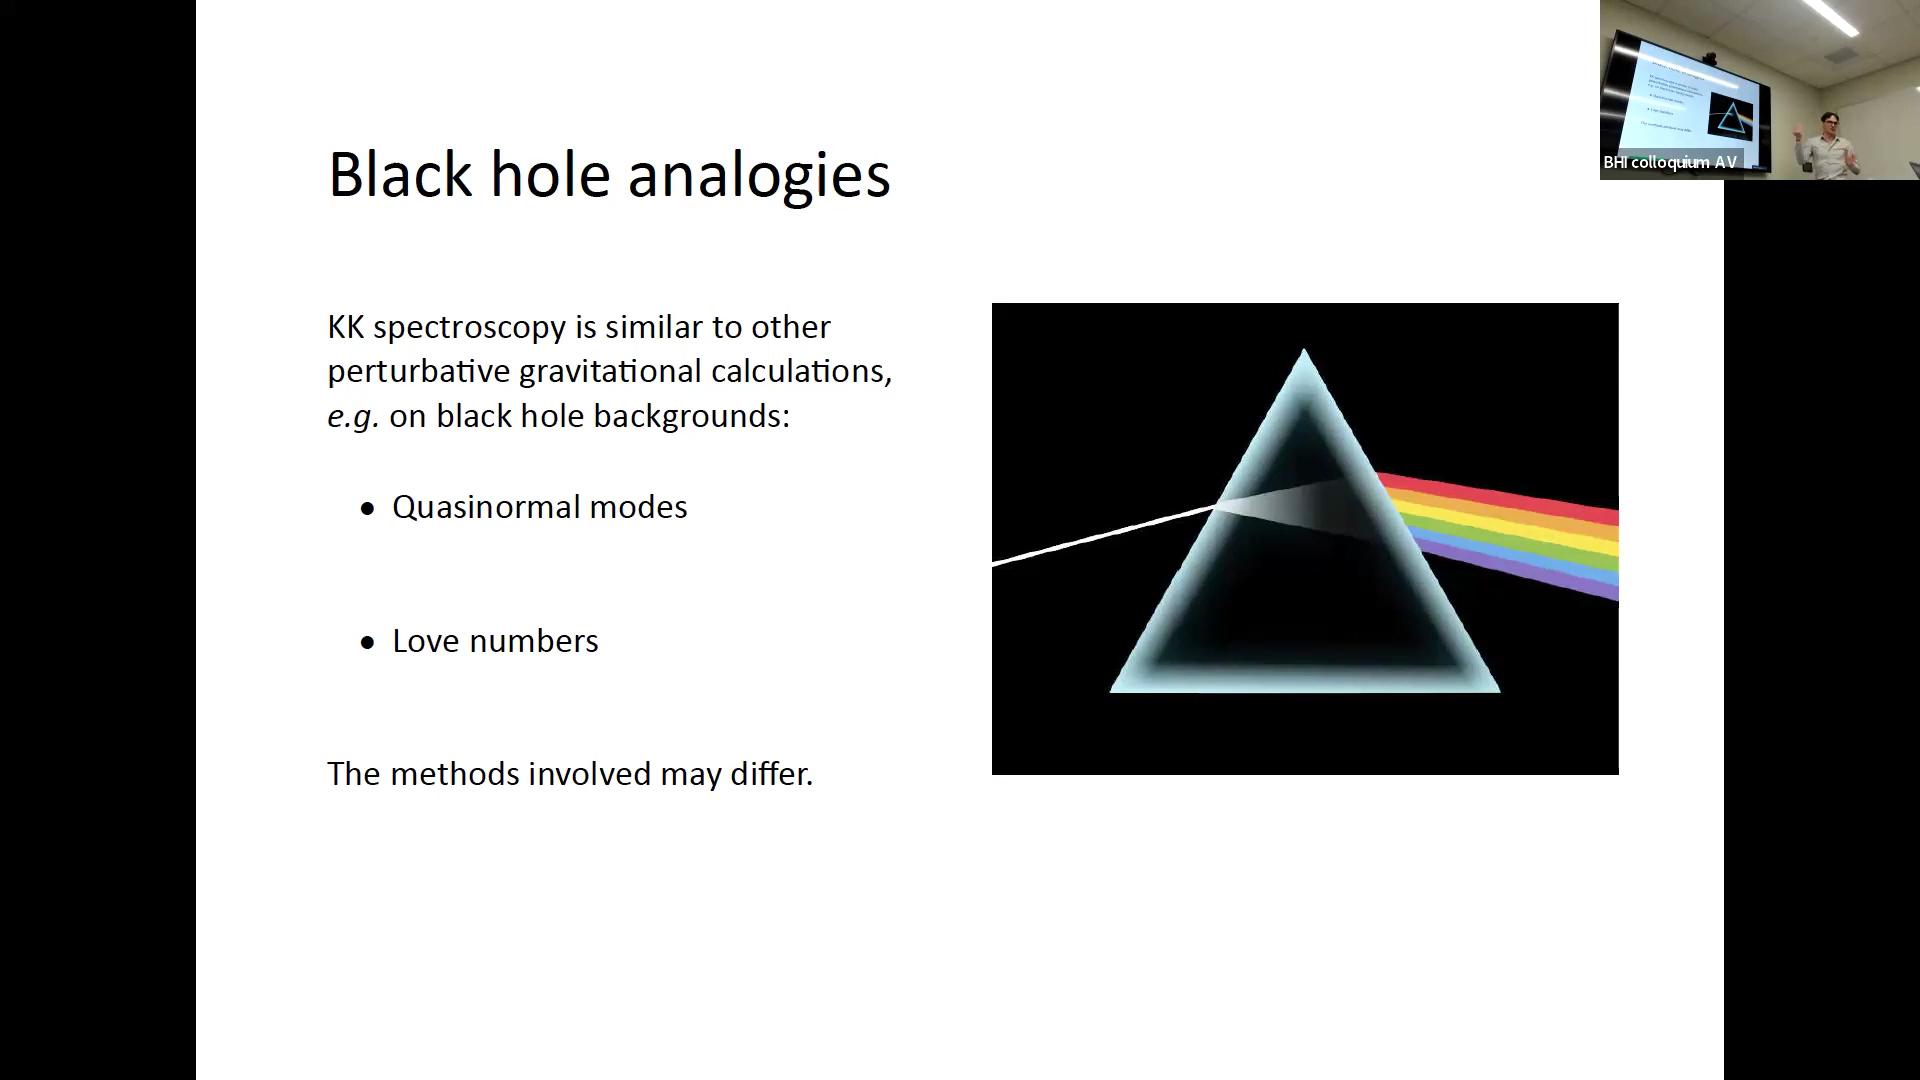 Black hole analogies
KK spectroscopy is similar to other
perturbative gravitational calculations,
e.g. on black hole backgrounds:
• Quasinormal modes
• Love numbers
The methods involved may differ.
BHI colloquium AV